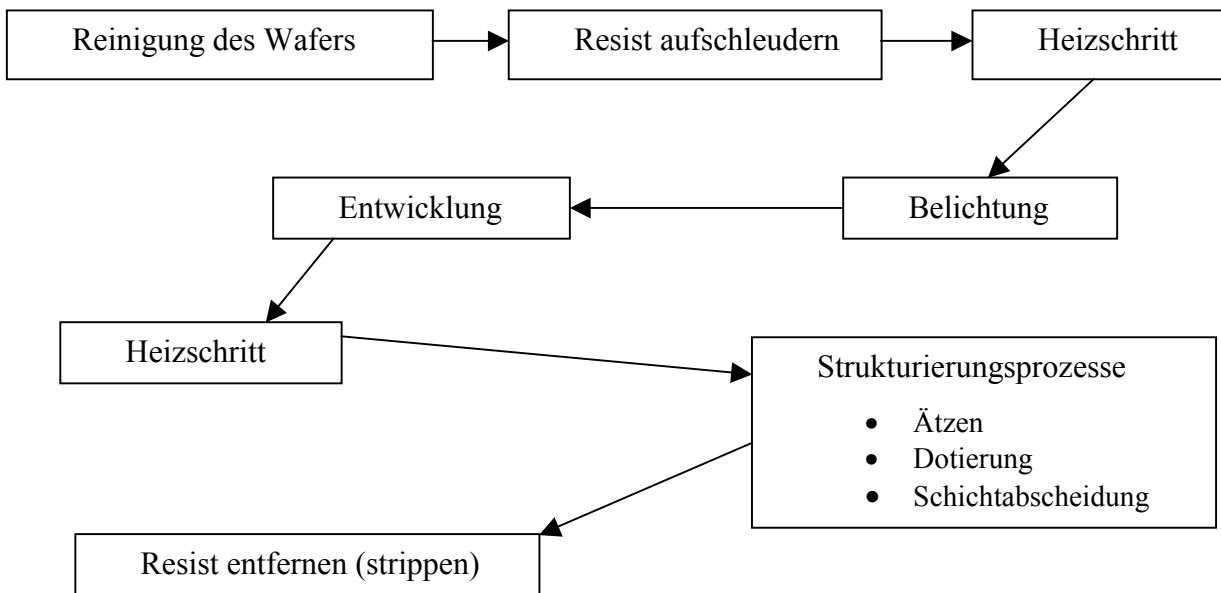 Reinigung des Wafers
Resist aufschleudern
Heizschritt
Belichtung
Entwicklung
Heizschritt
Strukturierungsprozesse
• Ätzen
• Dotierung
• Schichtabscheidung
Resist entfernen (strippen)